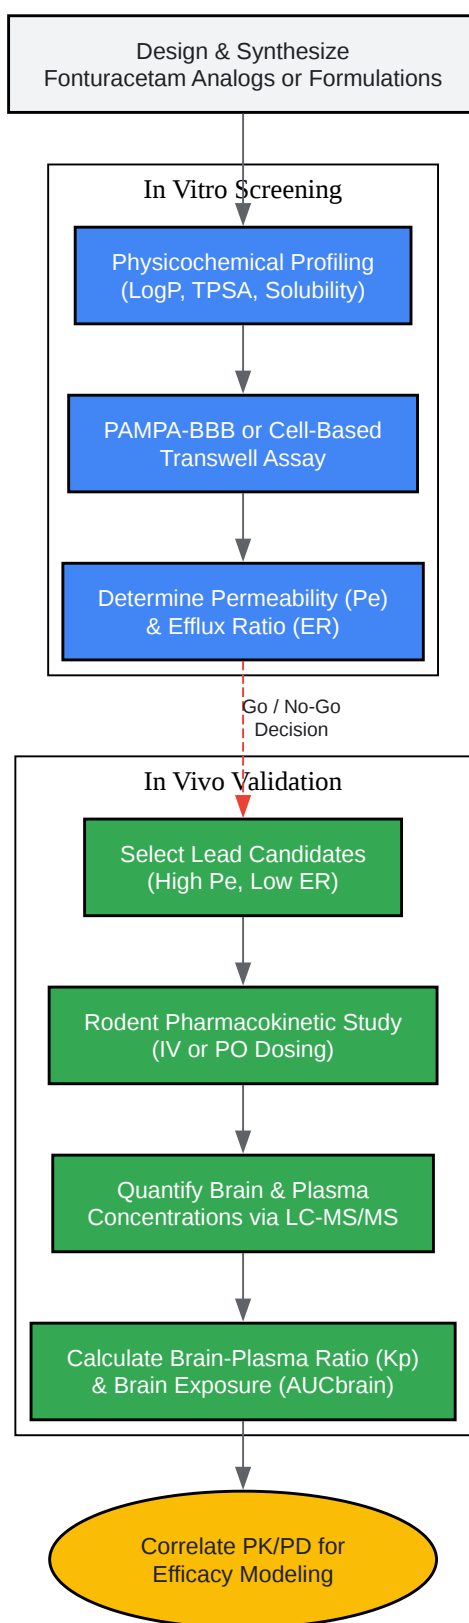 Design & Synthesize
Fonturacetam Analogs or Formulations
In Vitro Screening
Physicochemical Profiling
(LogP, TPSA, Solubility)
PAMPA-BBB or Cell-Based
Transwell Assay
Determine Permeability (Pe)
& Efflux Ratio (ER)
Go / No-Go
Decision
In Vivo Validation
Select Lead Candidates
(High Pe, Low ER)
Rodent Pharmacokinetic Study
(IV or PO Dosing)
Quantify Brain & Plasma
Concentrations via LC-MS/MS
Calculate Brain-Plasma Ratio (Kp)
& Brain Exposure (AUCbrain)
Correlate PK/PD for
Efficacy Modeling